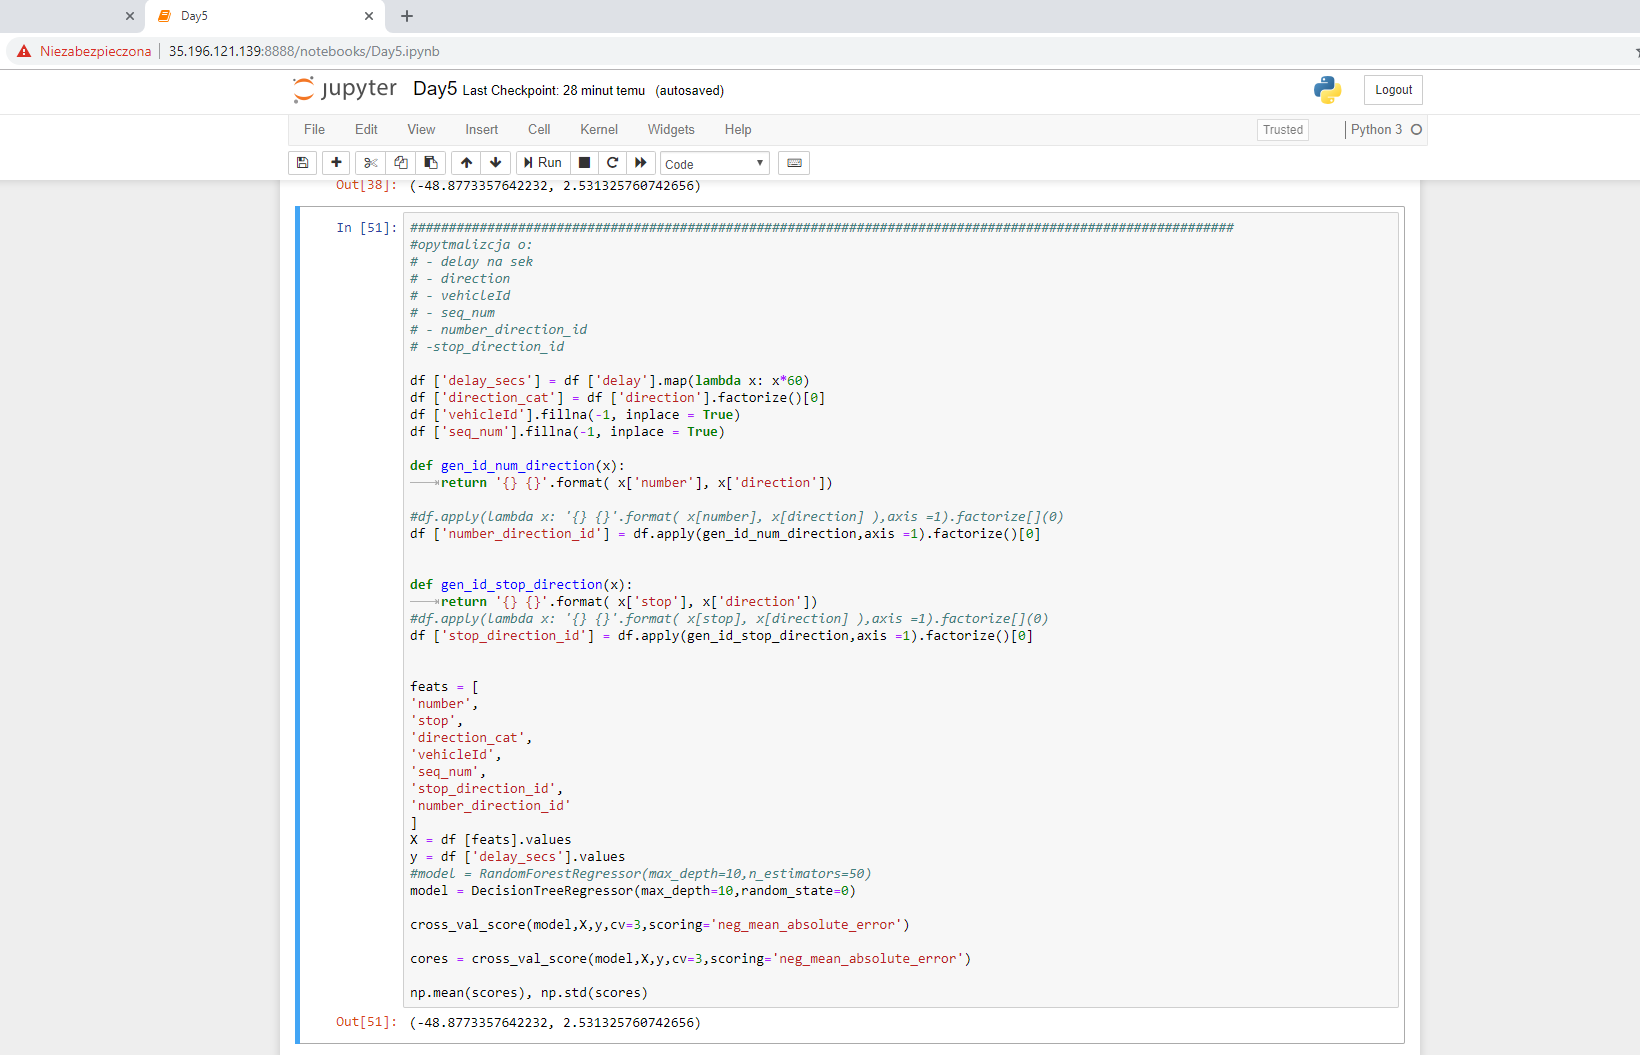 Day5
Niezabezpieczona 35.196.121.139:8888/notebooks/Day5.ipynb
jupyter Day5 Last Checkpoint: 28 minut temu (autosaved)
Logout
File Edit View Insert Cell Kernel Widgets Help
Trusted Python 3
Run Code
Out[38]: (-48.8773357642232, 2.531325760742656)
In [51]: ###########################################################################################################
#opytmalizcja o:
# - delay na sek
# - direction
# - vehicleId
# - seq_num
# - number_direction_id
# -stop_direction_id
df ['delay_secs'] = df ['delay'].map(lambda x: x*60)
df ['direction_cat'] = df ['direction'].factorize()[0]
df ['vehicleId'].fillna(-1, inplace = True)
df ['seq_num'].fillna(-1, inplace = True)
def gen_id_num_direction(x):
return '{} {}'.format( x['number'], x['direction'])
#df.apply(lambda x: '{} {}'.format( x[number], x[direction] ),axis =1).factorize[](0)
df ['number_direction_id'] = df.apply(gen_id_num_direction,axis =1).factorize()[0]
def gen_id_stop_direction(x):
return '{} {}'.format( x['stop'], x['direction'])
#df.apply(lambda x: '{} {}'.format( x[stop], x[direction] ),axis =1).factorize[](0)
df ['stop_direction_id'] = df.apply(gen_id_stop_direction,axis =1).factorize()[0]
feats = [
'number',
'stop',
'direction_cat',
'vehicleId',
'seq_num',
'stop_direction_id',
'number_direction_id'
]
X = df [feats].values
y = df ['delay_secs'].values
#model = RandomForestRegressor(max_depth=10,n_estimators=50)
model = DecisionTreeRegressor(max_depth=10,random_state=0)
cross_val_score(model,X,y,cv=3,scoring='neg_mean_absolute_error')
cores = cross_val_score(model,X,y,cv=3,scoring='neg_mean_absolute_error')
np.mean(scores), np.std(scores)
Out[51]: (-48.8773357642232, 2.531325760742656)